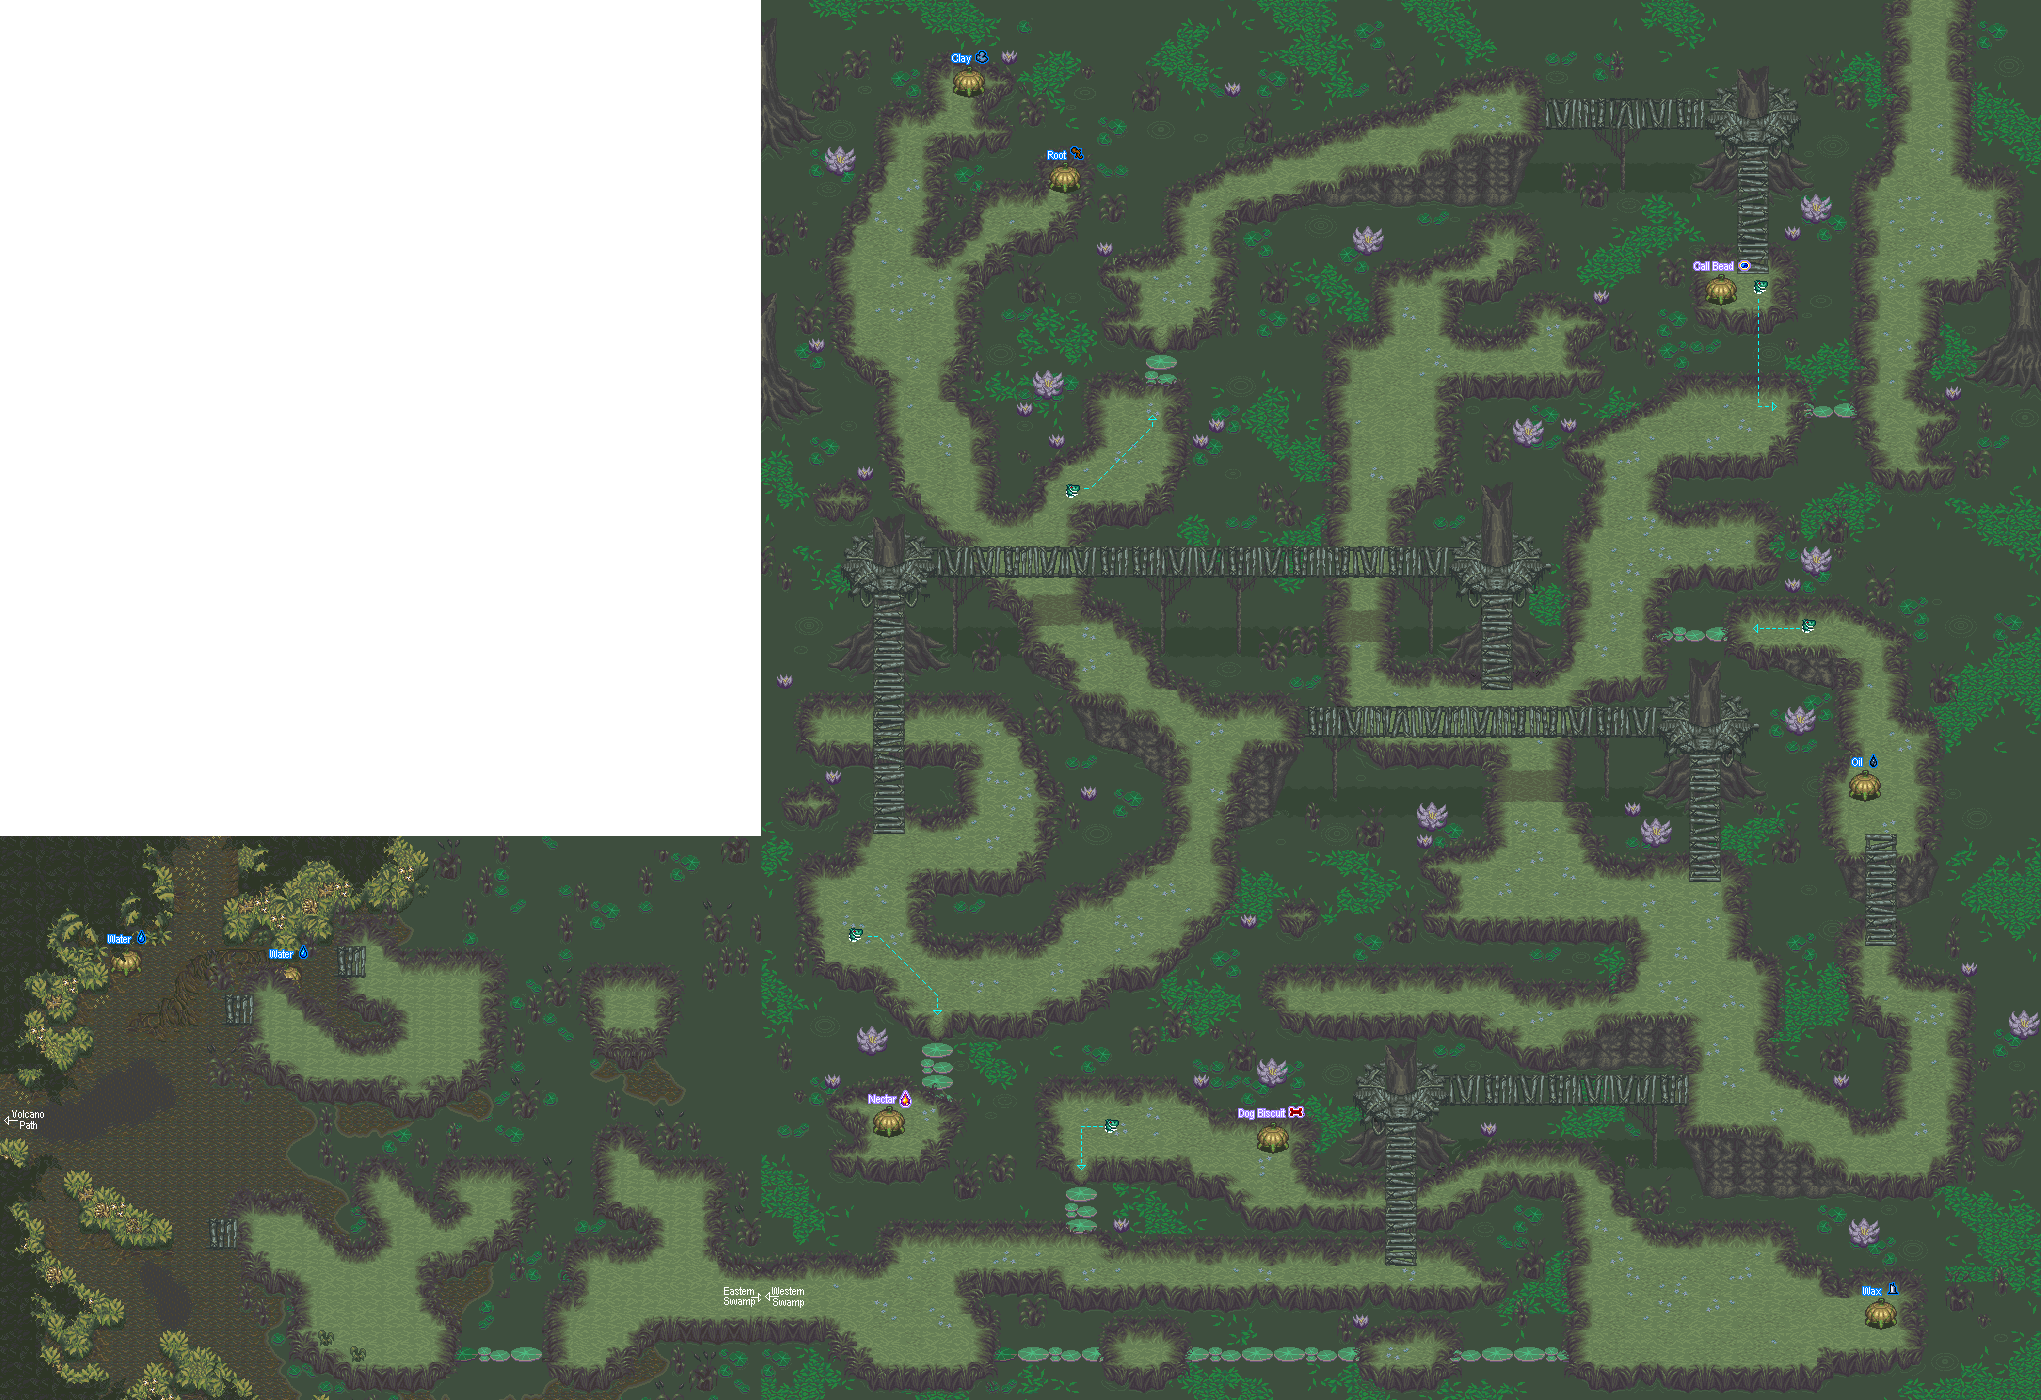 Clay
Root
Call Bead
Oil
Water
Water
Nectar
Dog Biscuit
Volcano
Path
Eastern
Swamp
Western
Swamp
Wax